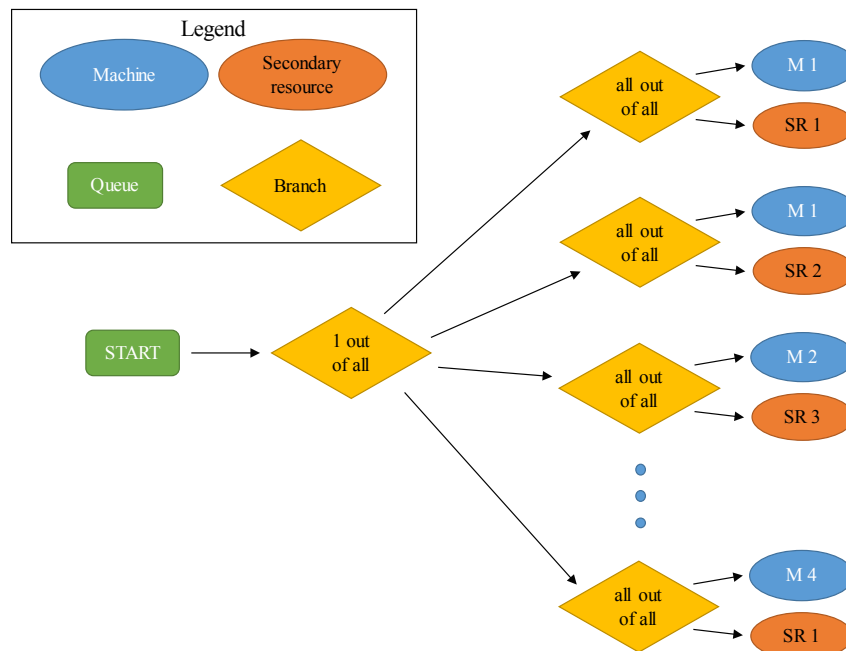 Legend
Machine
Secondary
resource
Queue
Branch
START
1 out
of all
all out
of all
M 1
SR 1
all out
of all
M 1
SR 2
all out
of all
M 2
SR 3
all out
of all
M 4
SR 1